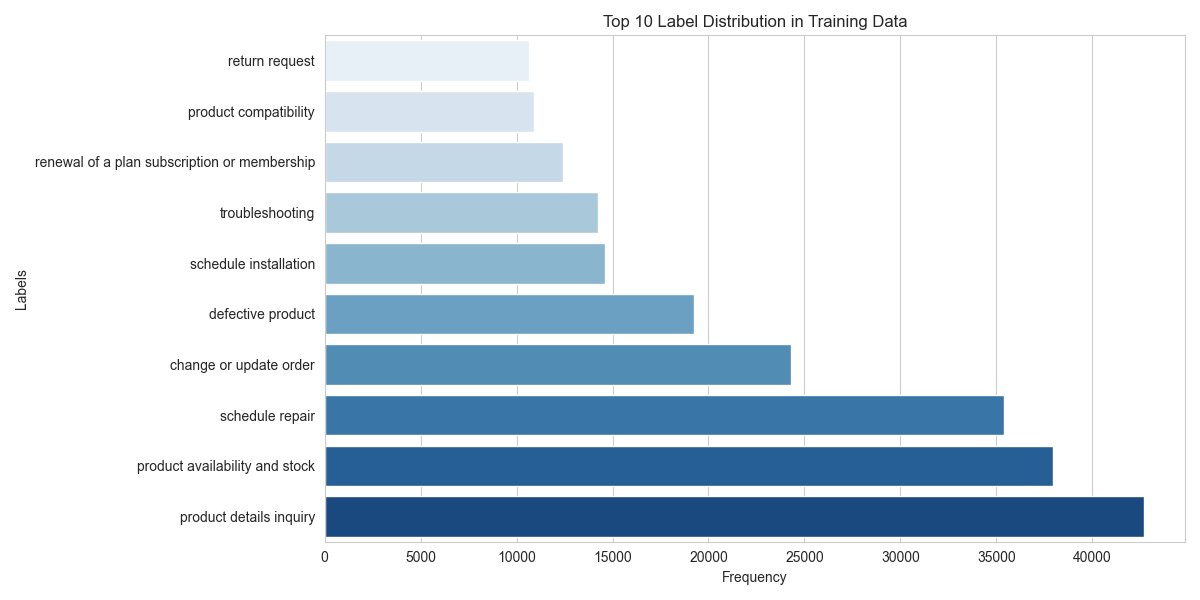 Top 10 Label Distribution in Training Data
return request
product compatibility
renewal of a plan subscription or membership
troubleshooting
schedule installation
defective product
change or update order
schedule repair
product availability and stock
product details inquiry
Labels
0 5000 10000 15000 20000 25000 30000 35000 40000
Frequency